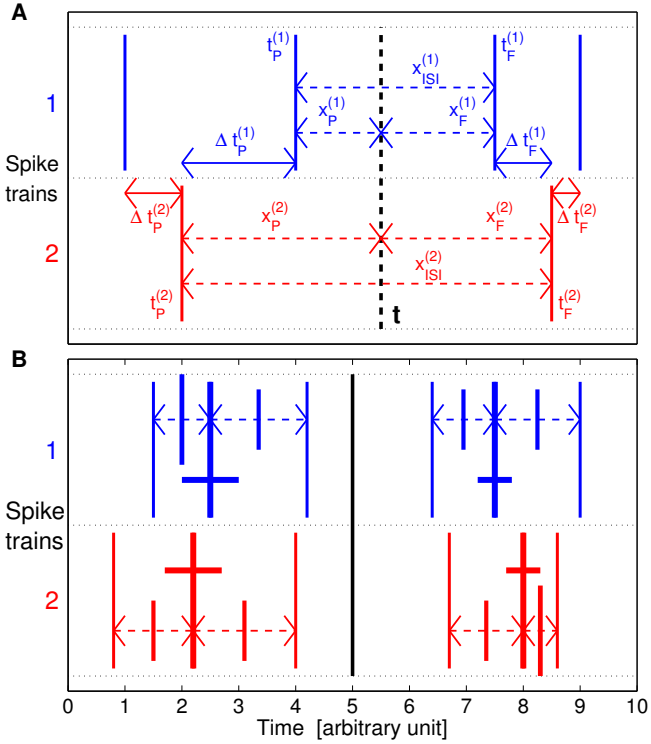 A
t_P^(1)
t_F^(1)
x_ISI^(1)
1
x_P^(1)
x_F^(1)
Δ t_P^(1)
Δ t_F^(1)
Spike
trains
Δ t_P^(2)
x_P^(2)
x_F^(2)
Δ t_F^(2)
2
x_ISI^(2)
t_P^(2)
t
t_F^(2)
B
1
Spike
trains
2
0 1 2 3 4 5 6 7 8 9 10
Time [arbitrary unit]